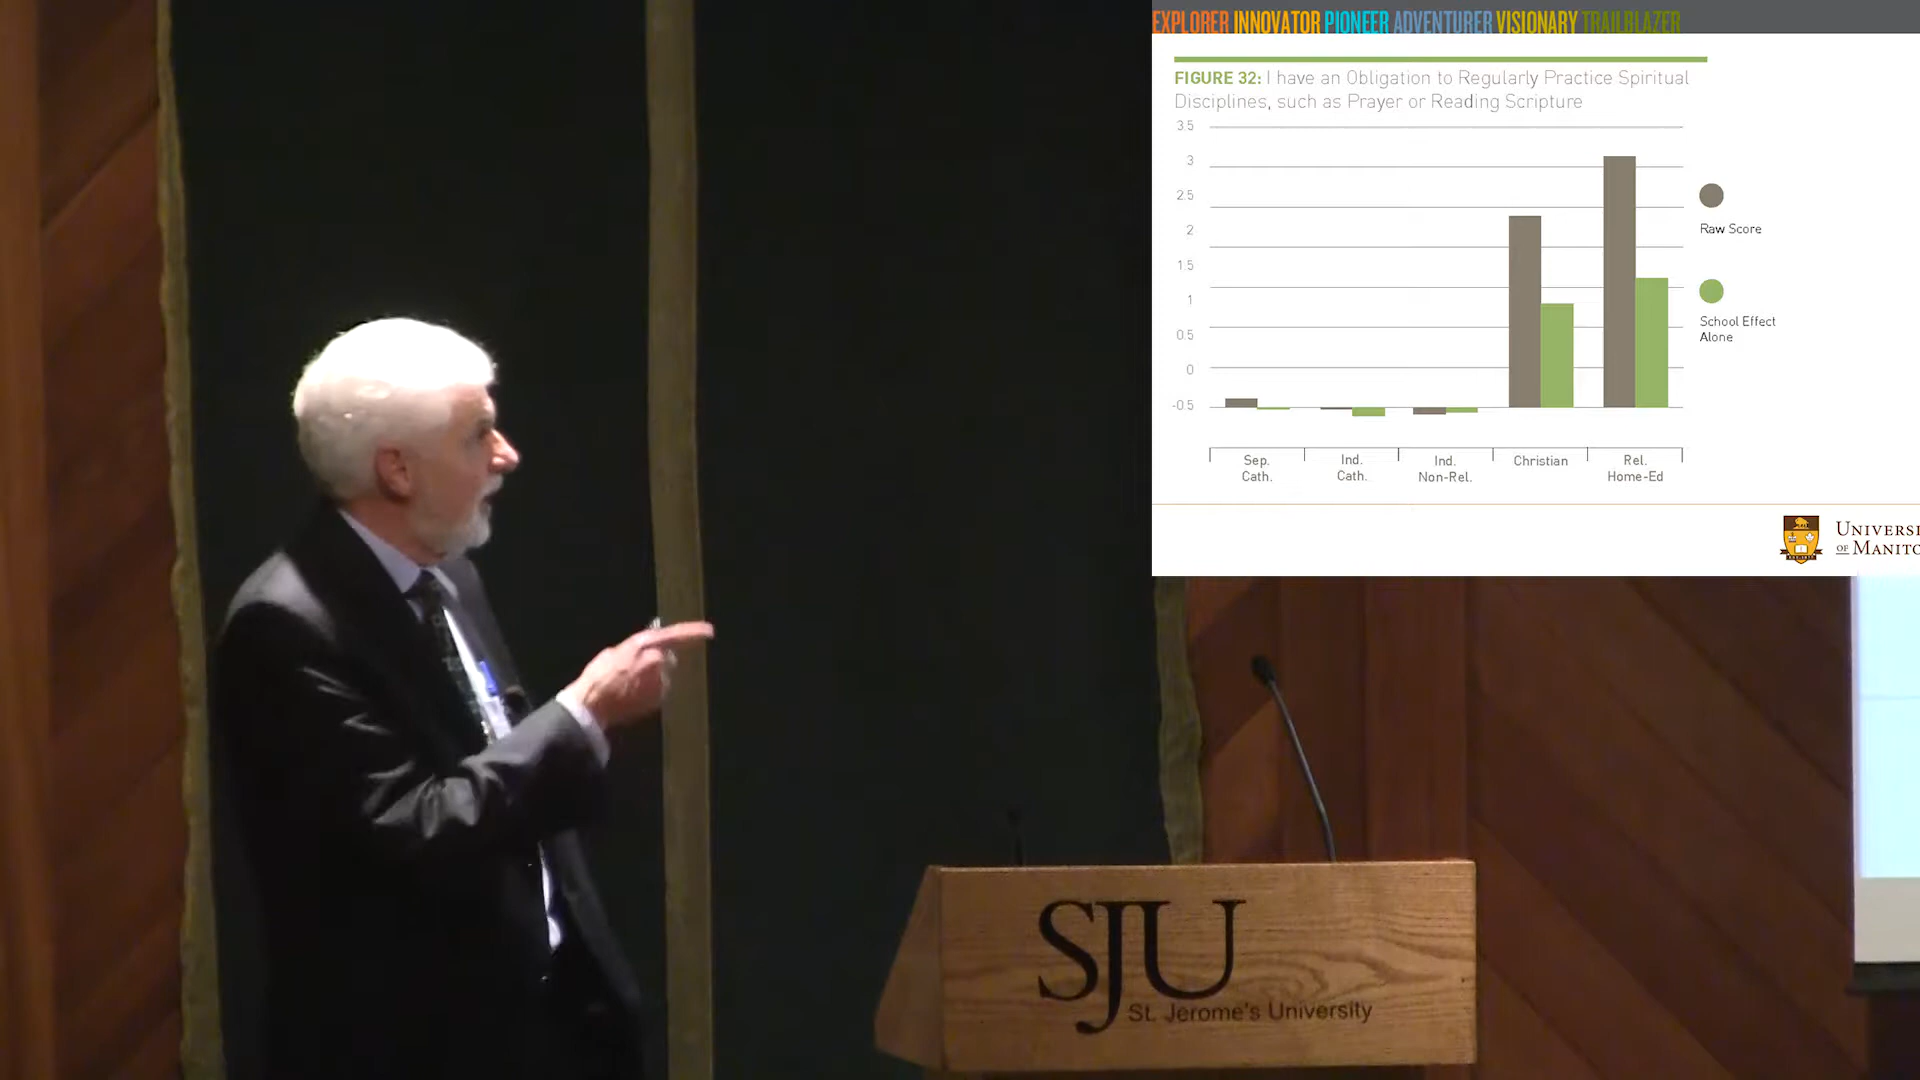 EXPLORER INNOVATOR PIONEER ADVENTURER VISIONARY TRAILBLAZER
FIGURE 32: I have an Obligation to Regularly Practice Spiritual
Disciplines, such as Prayer or Reading Scripture
3.5
3
2.5
2
1.5
1
0.5
0
-0.5
Raw Score
School Effect
Alone
Sep.
Cath.
Ind.
Cath.
Ind.
Non-Rel.
Christian
Rel.
Home-Ed
UNIVERSI
OF MANITO
SJU
St. Jerome's University